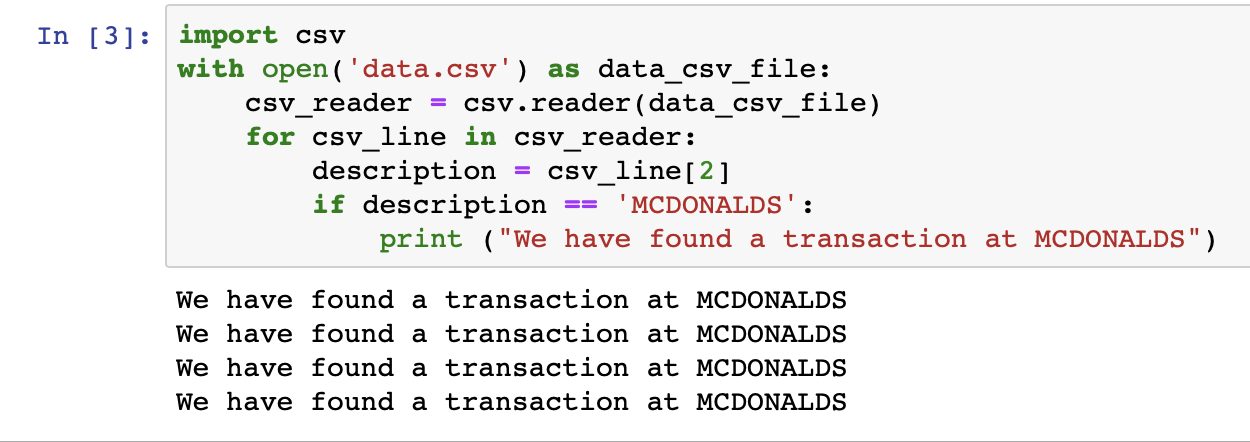 In [3]: import csv
with open('data.csv') as data_csv_file:
    csv_reader = csv.reader(data_csv_file)
    for csv_line in csv_reader:
        description = csv_line[2]
        if description == 'MCDONALDS':
            print ("We have found a transaction at MCDONALDS")
We have found a transaction at MCDONALDS
We have found a transaction at MCDONALDS
We have found a transaction at MCDONALDS
We have found a transaction at MCDONALDS